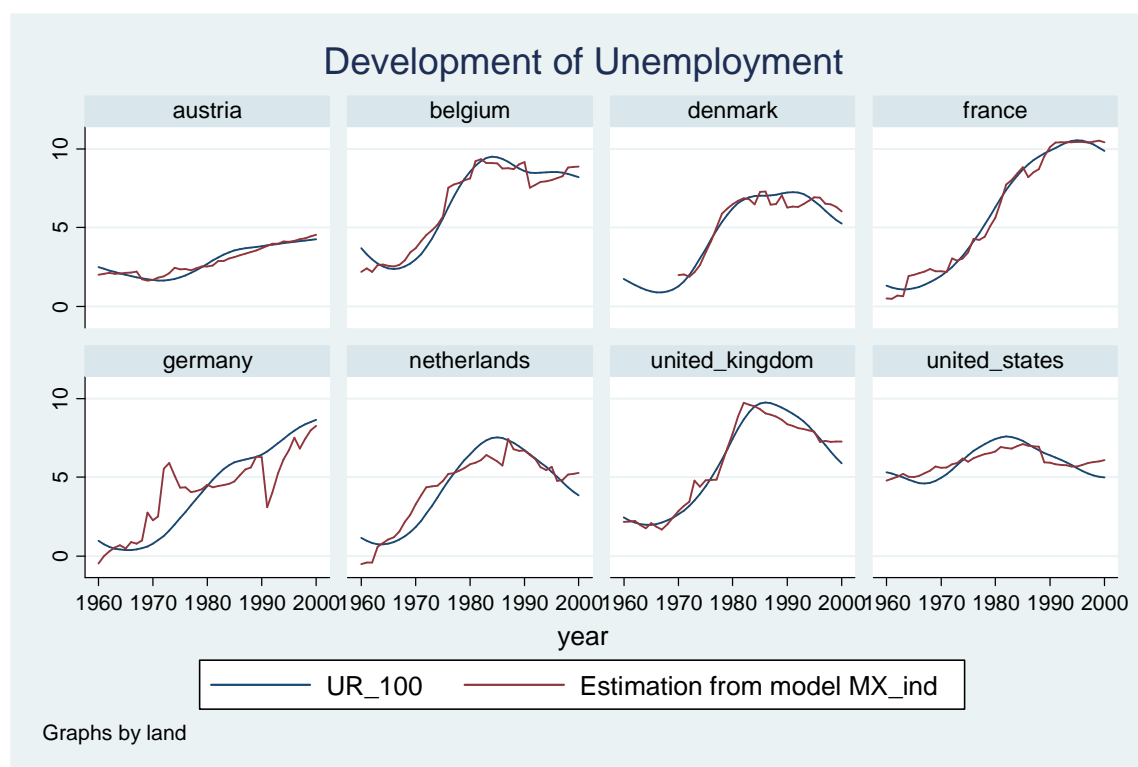 Development of Unemployment
austria belgium denmark france
10
5
0
germany netherlands united_kingdom united_states
10
5
0
1960 1970 1980 1990 2000 1960 1970 1980 1990 2000 1960 1970 1980 1990 2000 1960 1970 1980 1990 2000
year
UR_100 Estimation from model MX_ind
Graphs by land